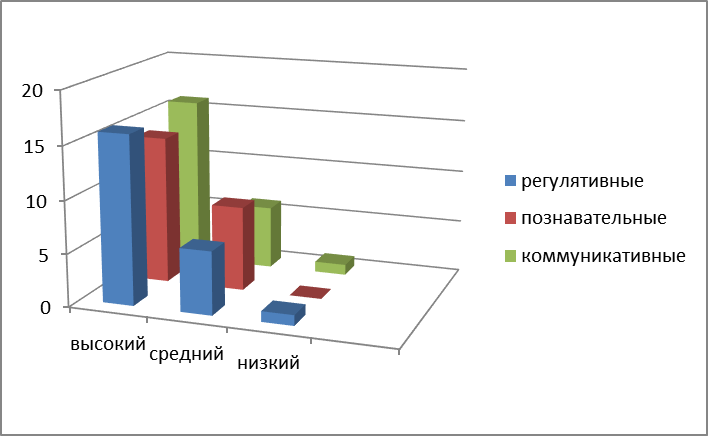 20
15
10
5
0
высокий
средний
низкий
регулятивные
познавательные
коммуникативные